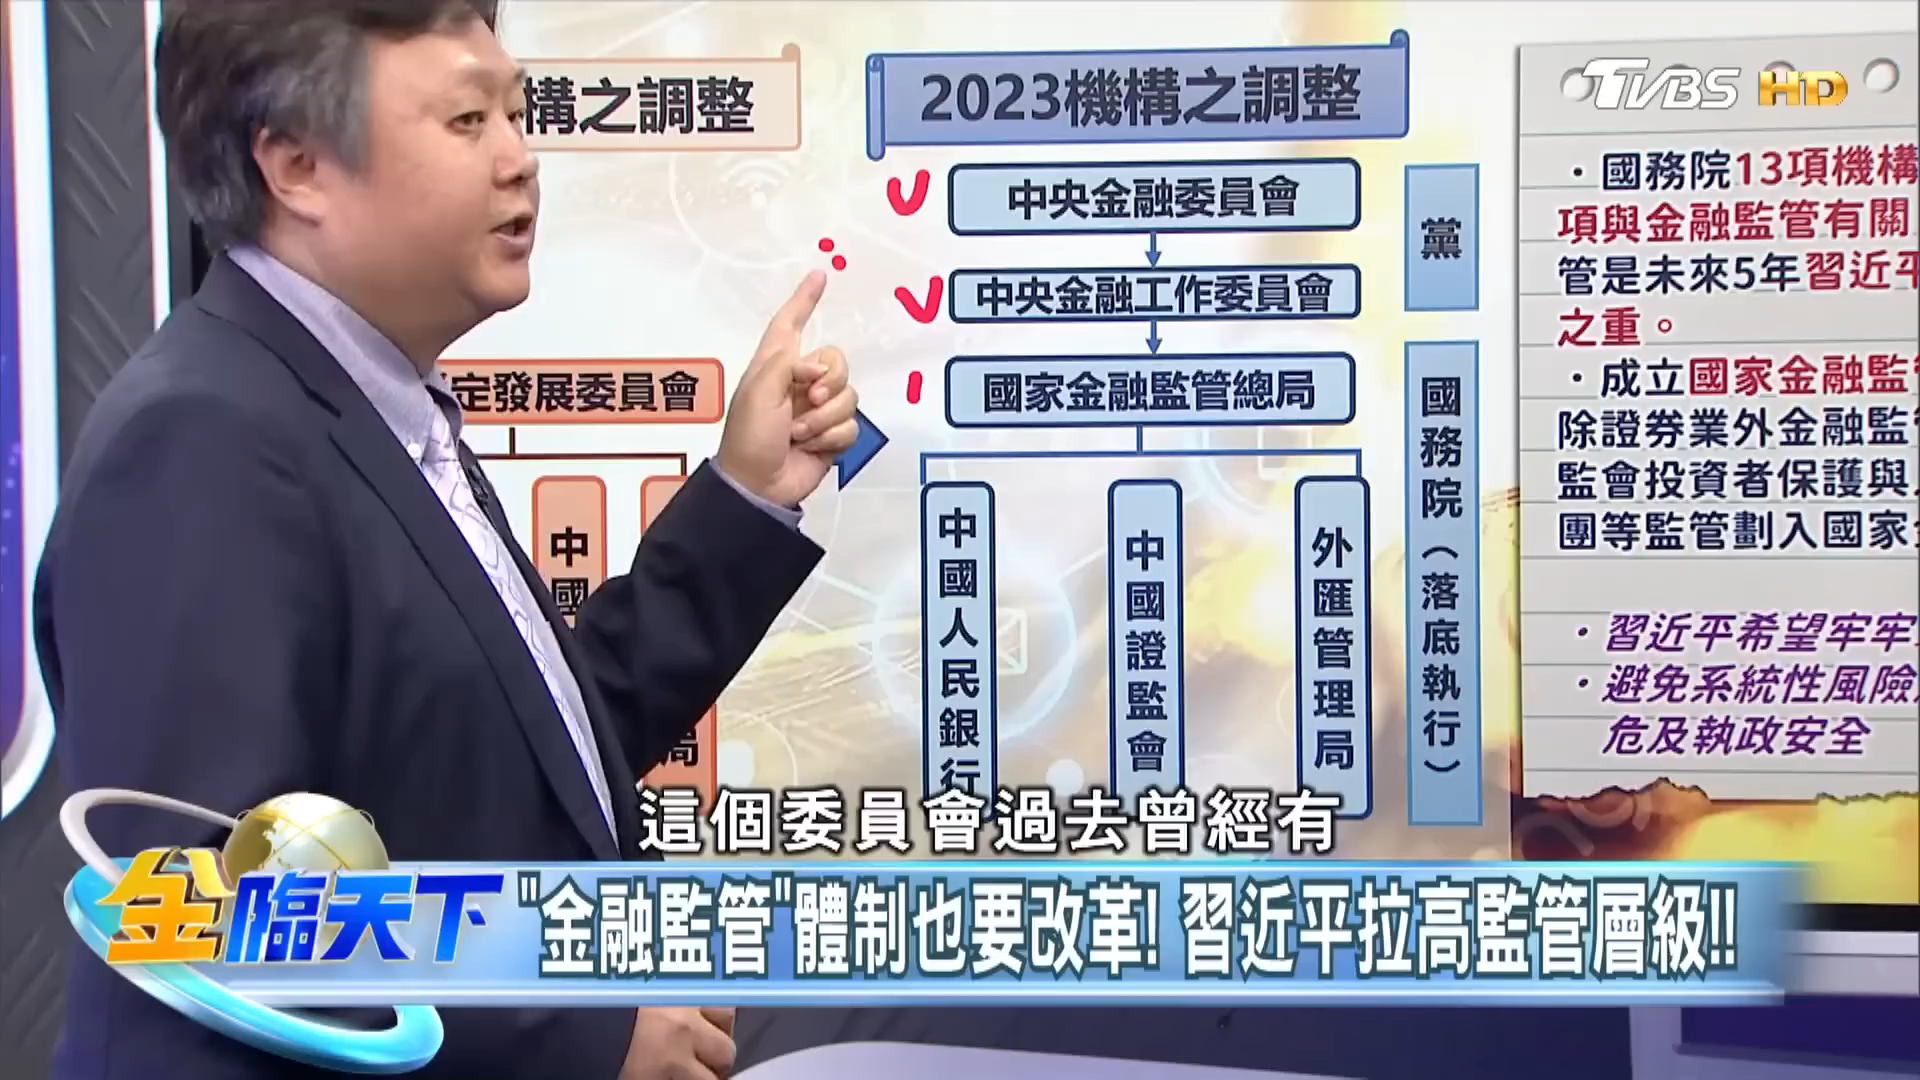 構之調整
定發展委員會
中國
局
2023機構之調整
中央金融委員會
中央金融工作委員會
國家金融監管總局
中國人民銀行
中國證監會
外匯管理局
黨
國務院（落底執行）
TVBS HD
·國務院13項機構
項與金融監管有關
管是未來5年習近平
之重。
·成立國家金融監管
除證券業外金融監管
監會投資者保護與
團等監管劃入國家
·習近平希望牢牢
·避免系統性風險
危及執政安全
這個委員會過去曾經有
金臨天下
"金融監管"體制也要改革! 習近平拉高監管層級!!